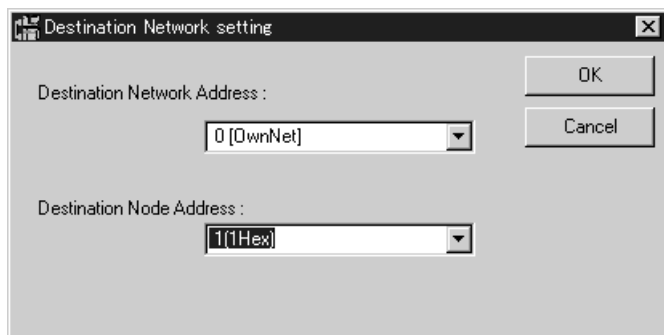 Destination Network setting
OK
Destination Network Address :
Cancel
0 [OwnNet]
Destination Node Address :
1(1Hex)